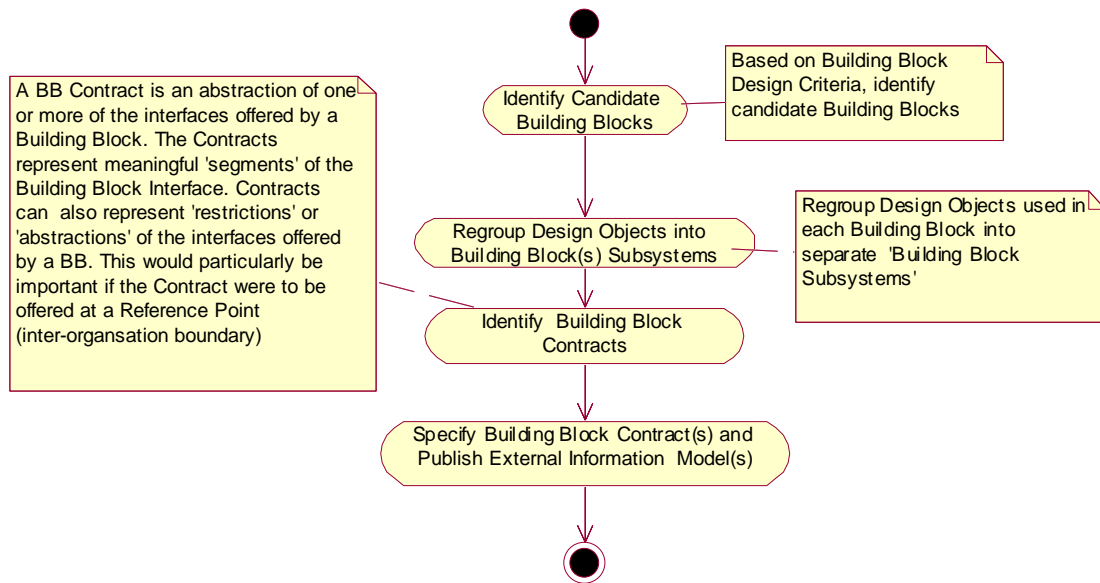 Based on Building Block
Design Criteria, identify
candidate Building Blocks
Identify Candidate
Building Blocks
A BB Contract is an abstraction of one
or more of the interfaces offered by a
Building Block. The Contracts
represent meaningful 'segments' of the
Building Block Interface. Contracts
can also represent 'restrictions' or
'abstractions' of the interfaces offered
by a BB. This would particularly be
important if the Contract were to be
offered at a Reference Point
(inter-organsation boundary)
Regroup Design Objects into
Building Block(s) Subsystems
Regroup Design Objects used in
each Building Block into
separate 'Building Block
Subsystems'
Identify Building Block
Contracts
Specify Building Block Contract(s) and
Publish External Information Model(s)